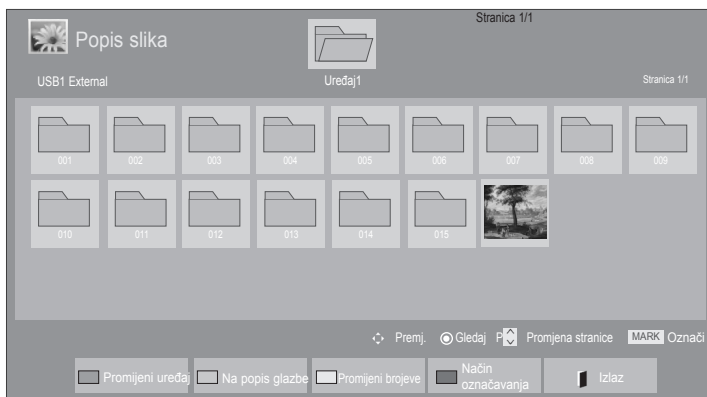 Stranica 1/1
Popis slika
USB1 External
Uređaj1
Stranica 1/1
001 002 003 004 005 006 007 008 009
010 011 012 013 014 015
Premj. Gledaj P Promjena stranice MARK Označi
Promijeni uređaj Na popis glazbe Promijeni brojeve Način označavanja Izlaz